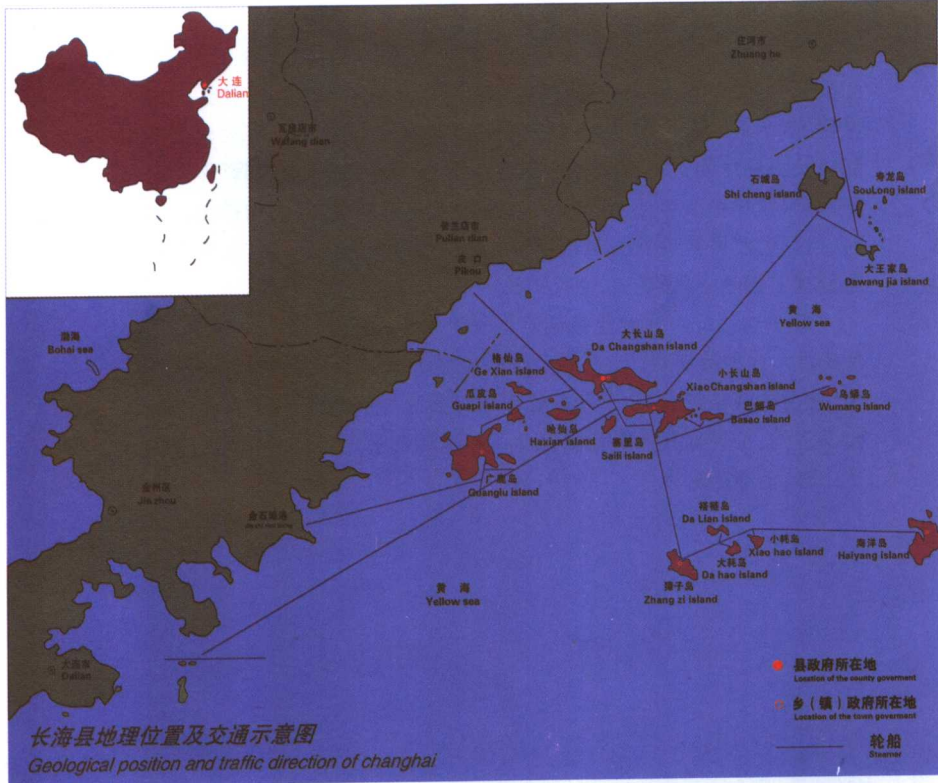 大连
Dalian
庄河市
Zhuang he
瓦房店市
Wafang dian
石城岛
Shi cheng island
寿龙岛
SouLong island
普兰店市
Pulian dian
皮口
Pikou
大王家岛
Dawang jia island
渤海
Bohai sea
黄 海
Yellow sea
大长山岛
Da Changshan island
格仙岛
Ge Xian island
小长山岛
XiaoChangshan island
瓜皮岛
Guapi island
乌蟒岛
Wumang island
哈仙岛
Haxian island
巴蛸岛
Basao island
塞里岛
Saili island
广鹿岛
Guanglu island
金州区
Jia zhou
金石滩港
褡裢岛
Da Lian island
小耗岛
Xiao hao island
海洋岛
Haiyang island
大耗岛
Da hao island
獐子岛
Zhang zi island
黄 海
Yellow sea
大连市
Dalian
县政府所在地
Location of the county goverment
乡（镇）政府所在地
Location of the town goverment
轮船
Steamer
长海县地理位置及交通示意图
Geological position and traffic direction of changhai